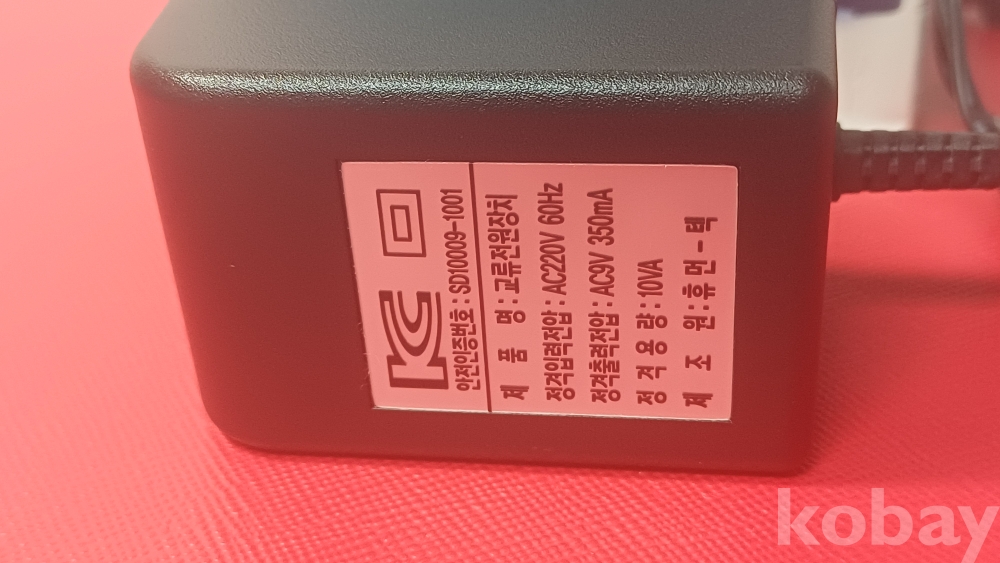 KC
안전인증번호 : SD10009-1001
제 품 명 : 교류전원장치
정격입력전압 : AC220V 60Hz
정격출력전압 : AC9V 350mA
정 격 용 량 : 10VA
제 조 원 : 휴먼-텍
kobay